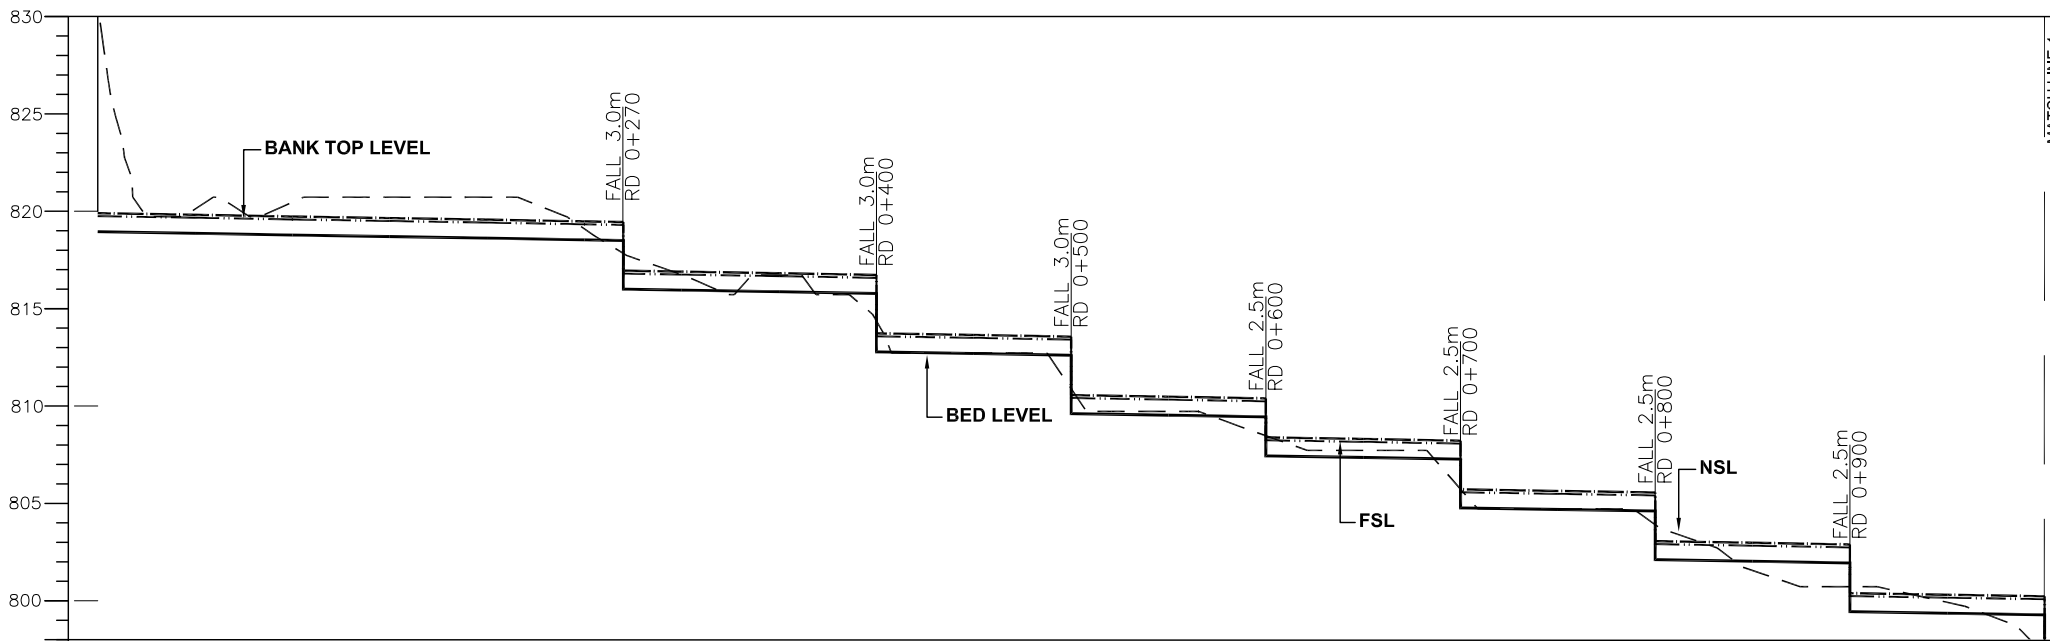 830
825
820
815
810
805
800
BANK TOP LEVEL
FALL 3.0m
RD 0+270
FALL 3.0m
RD 0+400
FALL 3.0m
RD 0+500
BED LEVEL
FALL 2.5m
RD 0+600
FSL
FALL 2.5m
RD 0+700
FALL 2.5m
RD 0+800
NSL
FALL 2.5m
RD 0+900